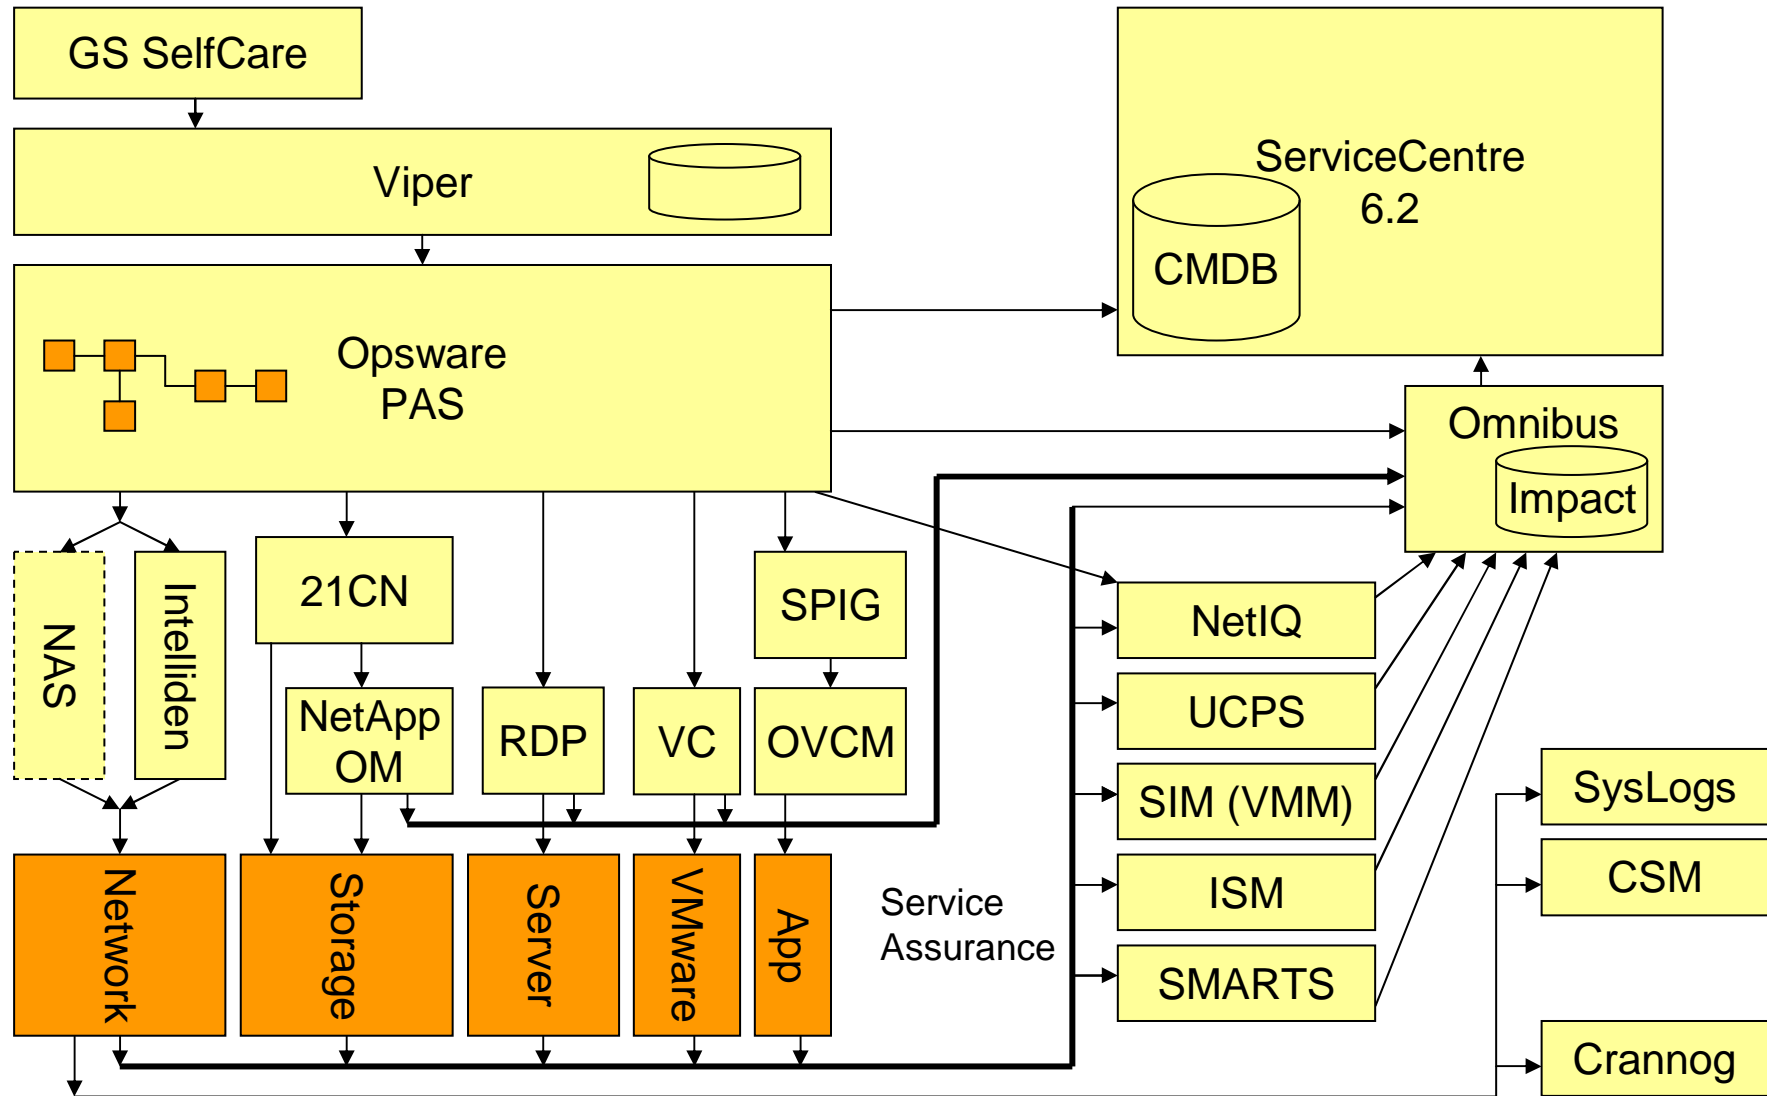 GS SelfCare
Viper
ServiceCentre
6.2
CMDB
Opsware
PAS
Omnibus
Impact
NAS
Intelliden
21CN
SPIG
NetIQ
NetApp
OM
RDP
VC
OVCM
UCPS
SIM (VMM)
SysLogs
Network
Storage
Server
VMware
App
Service
Assurance
ISM
CSM
SMARTS
Crannog